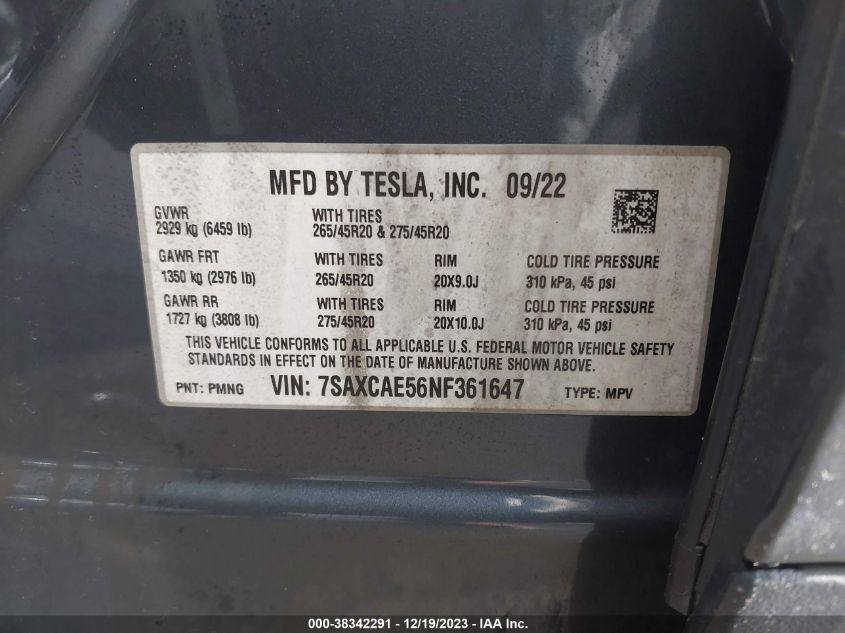 MFD BY TESLA, INC. 09/22
GVWR WITH TIRES
2929 kg (6459 lb) 265/45R20 & 275/45R20
GAWR FRT WITH TIRES RIM COLD TIRE PRESSURE
1350 kg (2976 lb) 265/45R20 20X9.0J 310 kPa, 45 psi
GAWR RR WITH TIRES RIM COLD TIRE PRESSURE
1727 kg (3808 lb) 275/45R20 20X10.0J 310 kPa, 45 psi
THIS VEHICLE CONFORMS TO ALL APPLICABLE U.S. FEDERAL MOTOR VEHICLE SAFETY
STANDARDS IN EFFECT ON THE DATE OF MANUFACTURE SHOWN ABOVE.
PNT: PMNG VIN: 7SAXCAE56NF361647 TYPE: MPV
000-38342291 - 12/19/2023 - IAA Inc.